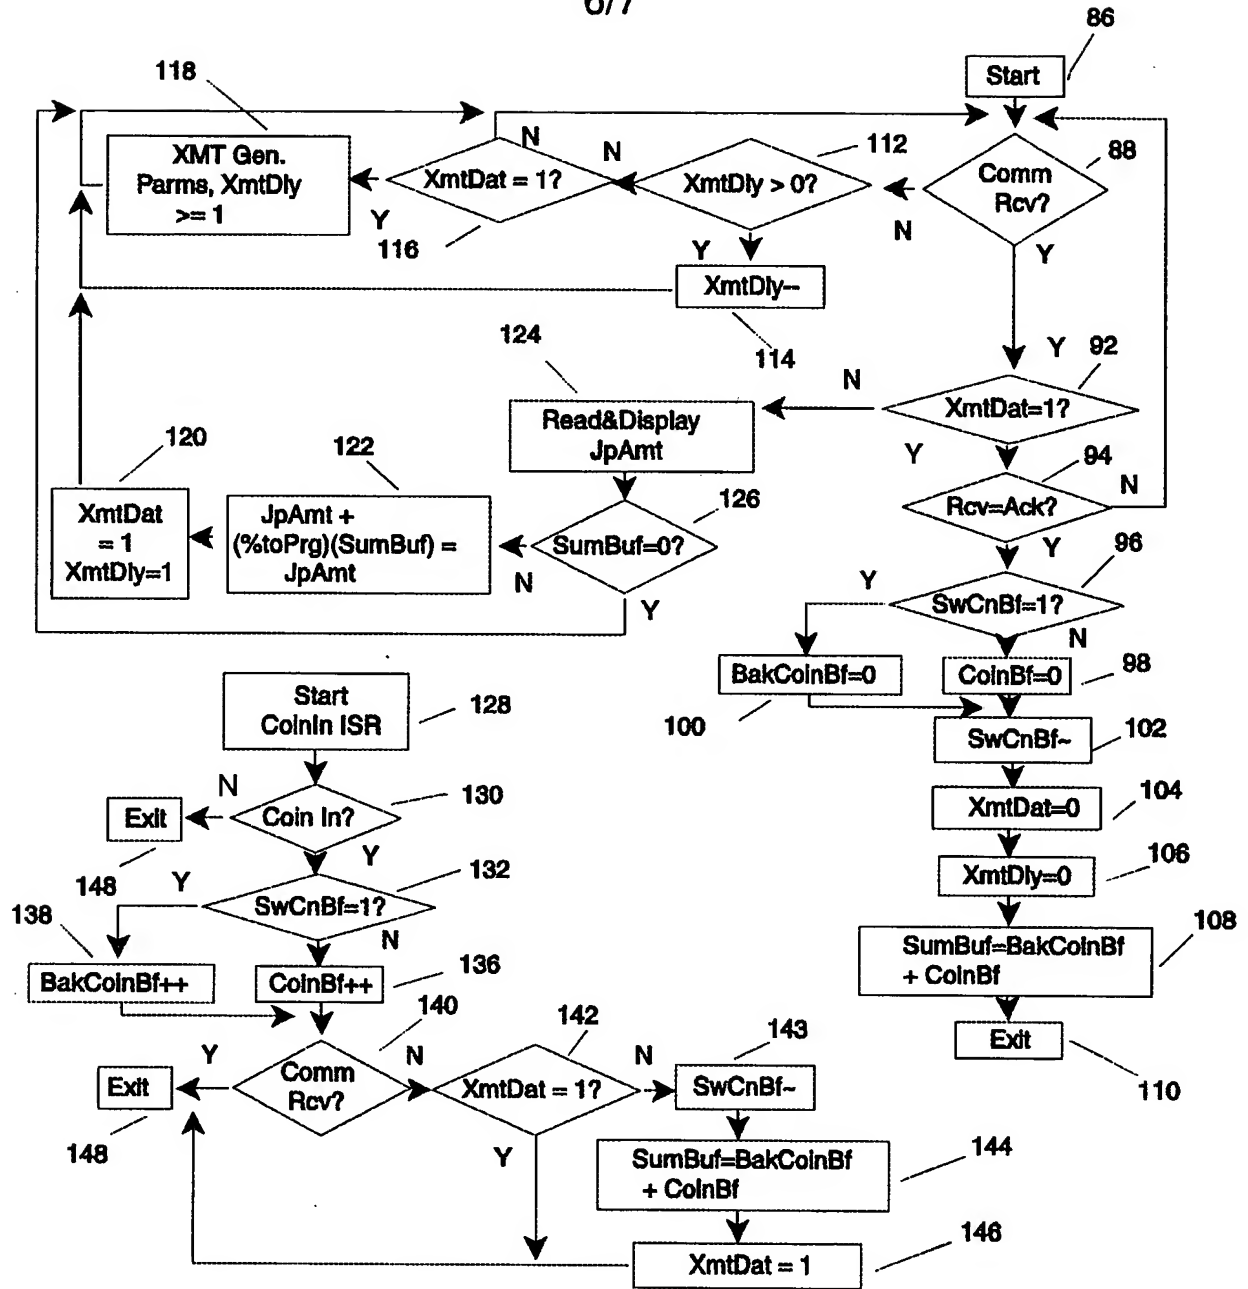 6/7
86
Start
118
XMT Gen.
Parms, XmtDly
>= 1
N
XmtDat = 1?
Y
116
N
112
XmtDly > 0?
Y
88
Comm
Rcv?
N
Y
XmtDly--
114
124
Read&Display
JpAmt
N
Y
92
XmtDat=1?
Y
94
Rcv=Ack?
N
Y
120
XmtDat
= 1
XmtDly=1
122
JpAmt +
(%toPrg)(SumBuf) =
JpAmt
126
SumBuf=0?
N
Y
96
Y
SwCnBf=1?
N
BakCoinBf=0
100
CoinBf=0
98
SwCnBf~
102
XmtDat=0
104
XmtDly=0
106
SumBuf=BakCoinBf
+ CoinBf
108
Exit
110
Start
CoinIn ISR
128
N
Exit
148
Coin In?
130
Y
132
Y
SwCnBf=1?
N
138
BakCoinBf++
CoinBf++
136
140
Y
Exit
148
Comm
Rcv?
N
142
XmtDat = 1?
N
Y
143
SwCnBf~
SumBuf=BakCoinBf
+ CoinBf
144
XmtDat = 1
146